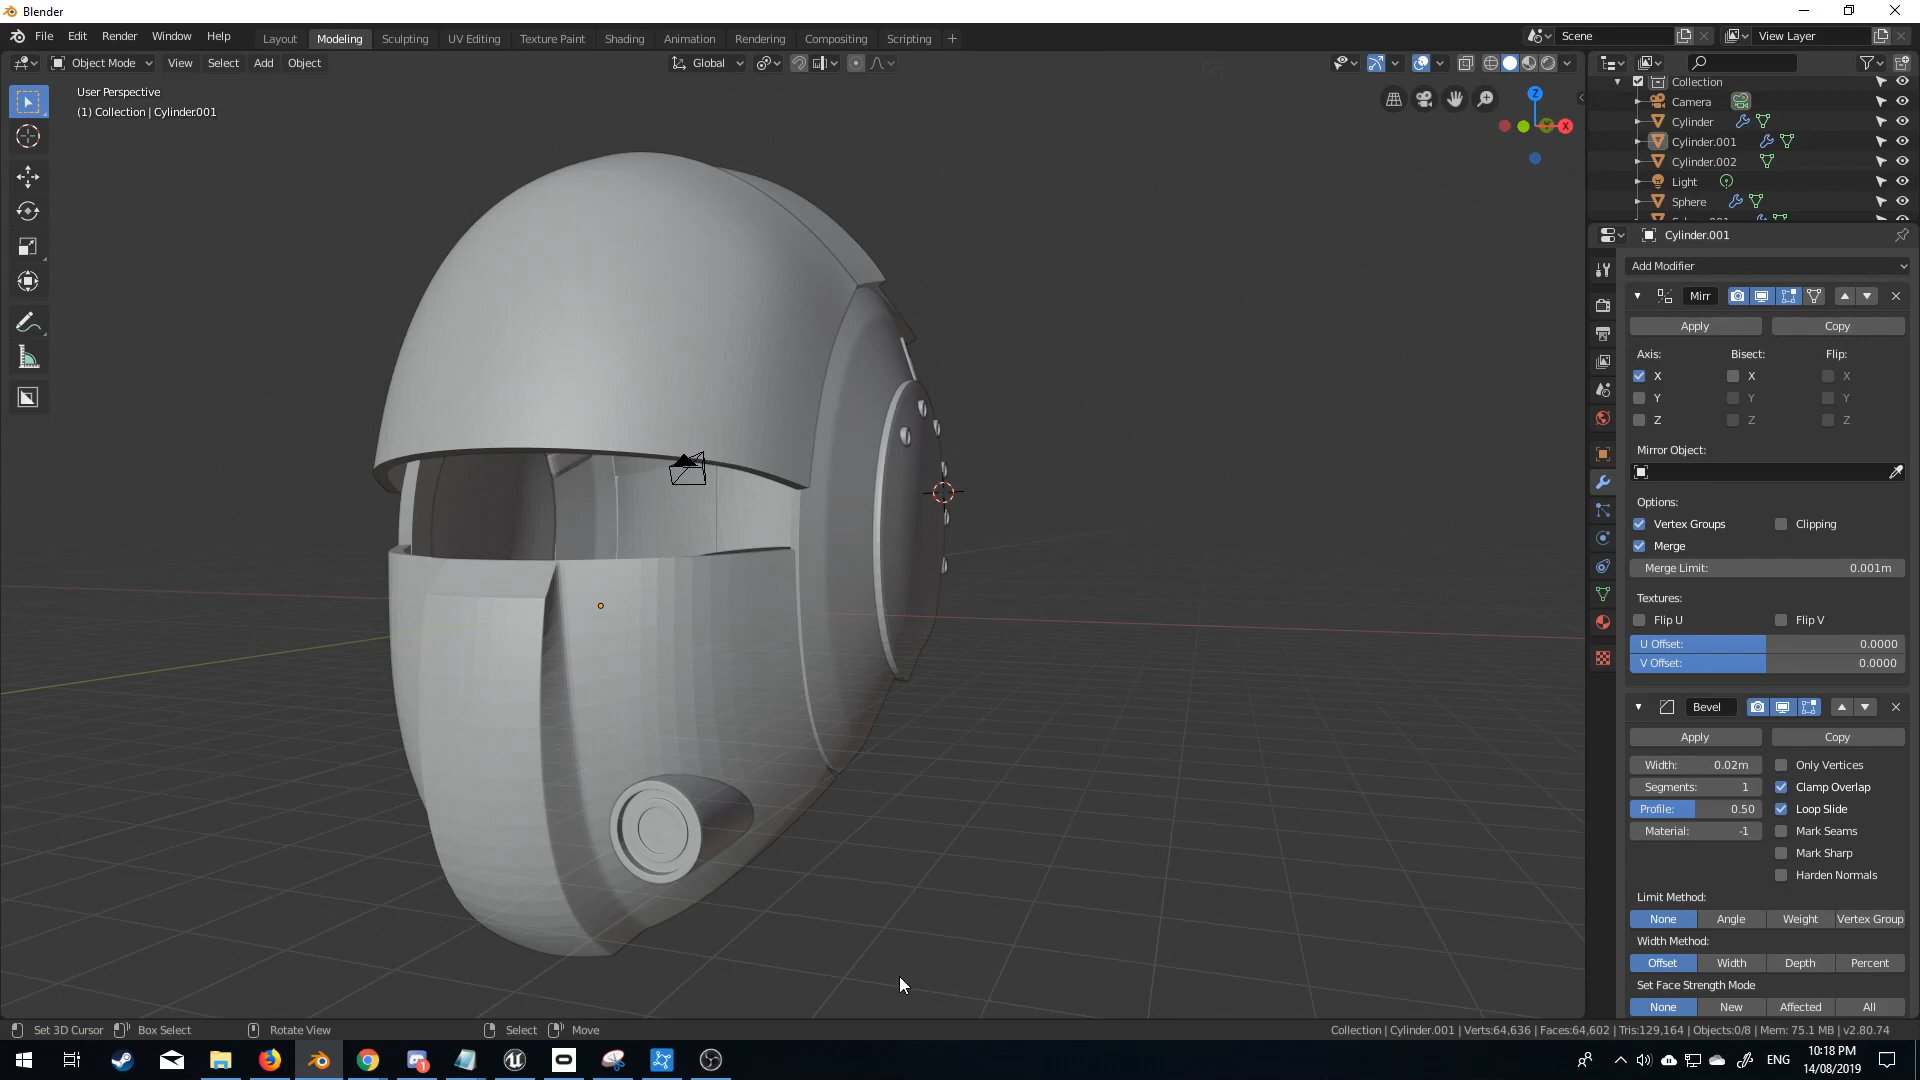 Blender
File Edit Render Window Help
Layout Modeling Sculpting UV Editing Texture Paint Shading Animation Rendering Compositing Scripting +
Scene
View Layer
Object Mode View Select Add Object
Global
User Perspective
(1) Collection | Cylinder.001
Z
Y
X
Collection
Camera
Cylinder
Cylinder.001
Cylinder.002
Light
Sphere
Cylinder.001
Add Modifier
Mirr
Apply Copy
Axis: Bisect: Flip:
X X X
Y Y Y
Z Z Z
Mirror Object:
Options:
Vertex Groups Clipping
Merge
Merge Limit: 0.001m
Textures:
Flip U Flip V
U Offset: 0.0000
V Offset: 0.0000
Bevel
Apply Copy
Width: 0.02m Only Vertices
Segments: 1 Clamp Overlap
Profile: 0.50 Loop Slide
Material: -1 Mark Seams
Mark Sharp
Harden Normals
Limit Method:
None Angle Weight Vertex Group
Width Method:
Offset Width Depth Percent
Set Face Strength Mode
None New Affected All
Set 3D Cursor Box Select Rotate View Select Move
Collection | Cylinder.001 | Verts:64,636 | Faces:64,602 | Tris:129,164 | Objects:0/8 | Mem: 75.1 MB | v2.80.74
1
ENG
10:18 PM
14/08/2019